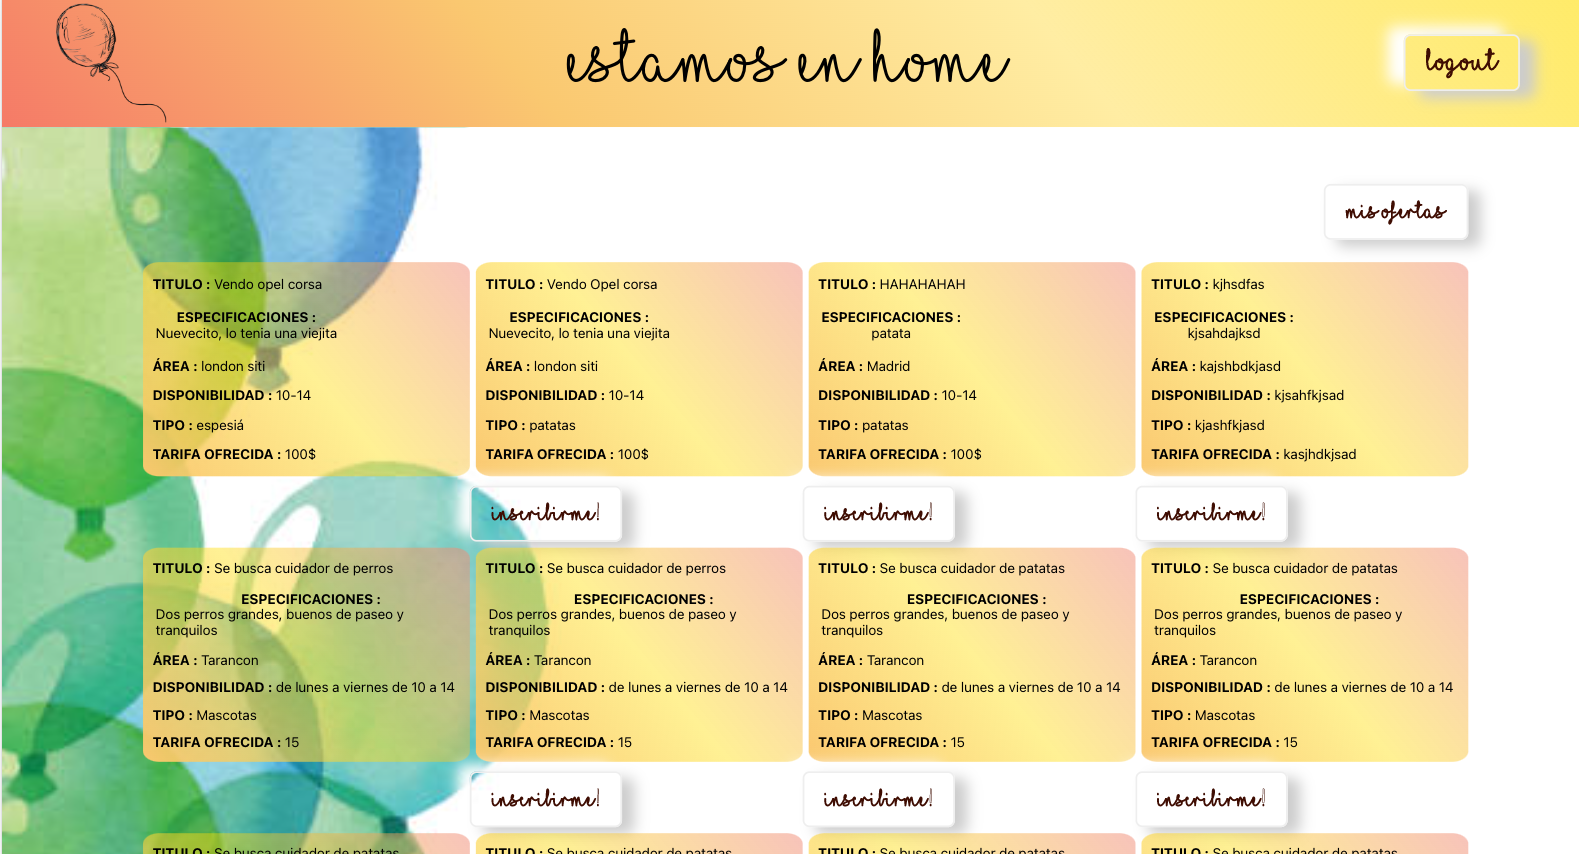 estamos en home
logout
mis ofertas
TITULO : Vendo opel corsa
ESPECIFICACIONES :
Nuevecito, lo tenia una viejita
ÁREA : london siti
DISPONIBILIDAD : 10-14
TIPO : espesiá
TARIFA OFRECIDA : 100$
TITULO : Vendo Opel corsa
ESPECIFICACIONES :
Nuevecito, lo tenia una viejita
ÁREA : london siti
DISPONIBILIDAD : 10-14
TIPO : patatas
TARIFA OFRECIDA : 100$
inscribirme!
TITULO : HAHAHAHAH
ESPECIFICACIONES :
patata
ÁREA : Madrid
DISPONIBILIDAD : 10-14
TIPO : patatas
TARIFA OFRECIDA : 100$
inscribirme!
TITULO : kjhsdfas
ESPECIFICACIONES :
kjsahdajksd
ÁREA : kajshbdkjasd
DISPONIBILIDAD : kjsahfkjsad
TIPO : kjashfkjasd
TARIFA OFRECIDA : kasjhdkjsad
inscribirme!
TITULO : Se busca cuidador de perros
ESPECIFICACIONES :
Dos perros grandes, buenos de paseo y
tranquilos
ÁREA : Tarancon
DISPONIBILIDAD : de lunes a viernes de 10 a 14
TIPO : Mascotas
TARIFA OFRECIDA : 15
TITULO : Se busca cuidador de perros
ESPECIFICACIONES :
Dos perros grandes, buenos de paseo y
tranquilos
ÁREA : Tarancon
DISPONIBILIDAD : de lunes a viernes de 10 a 14
TIPO : Mascotas
TARIFA OFRECIDA : 15
inscribirme!
TITULO : Se busca cuidador de patatas
ESPECIFICACIONES :
Dos perros grandes, buenos de paseo y
tranquilos
ÁREA : Tarancon
DISPONIBILIDAD : de lunes a viernes de 10 a 14
TIPO : Mascotas
TARIFA OFRECIDA : 15
inscribirme!
TITULO : Se busca cuidador de patatas
ESPECIFICACIONES :
Dos perros grandes, buenos de paseo y
tranquilos
ÁREA : Tarancon
DISPONIBILIDAD : de lunes a viernes de 10 a 14
TIPO : Mascotas
TARIFA OFRECIDA : 15
inscribirme!
TITULO : Se busca cuidador de patatas
TITULO : Se busca cuidador de patatas
TITULO : Se busca cuidador de patatas
TITULO : Se busca cuidador de patatas